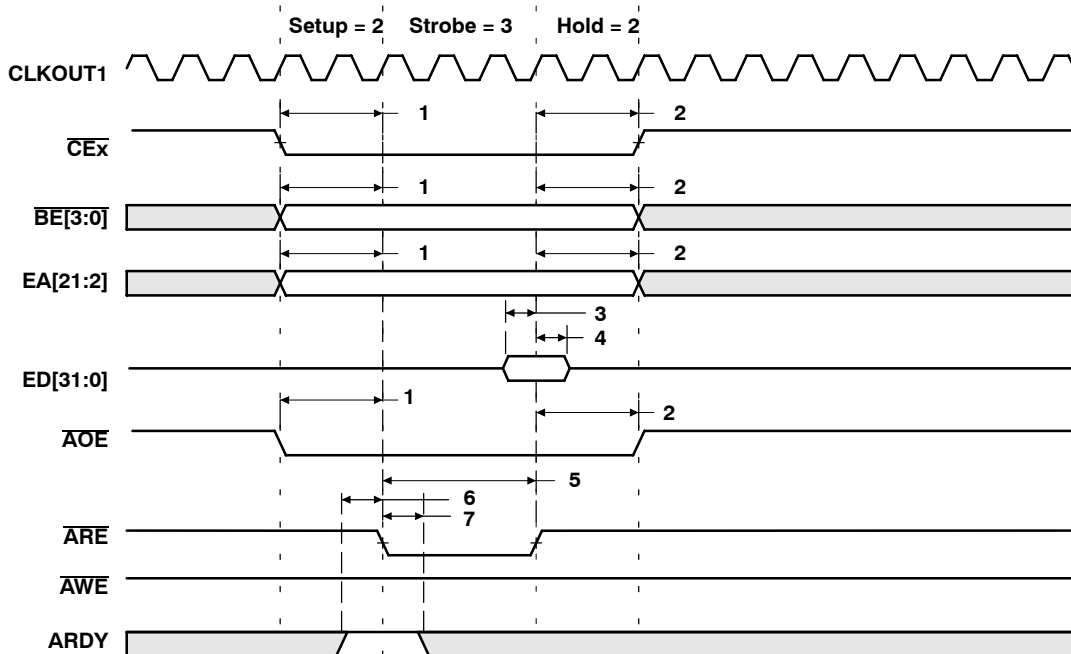 Setup = 2 Strobe = 3 Hold = 2
CLKOUT1
1 2
CEx
1 2
BE[3:0]
1 2
EA[21:2]
3
4
ED[31:0]
1
2
AOE
5
6
7
ARE
AWE
ARDY